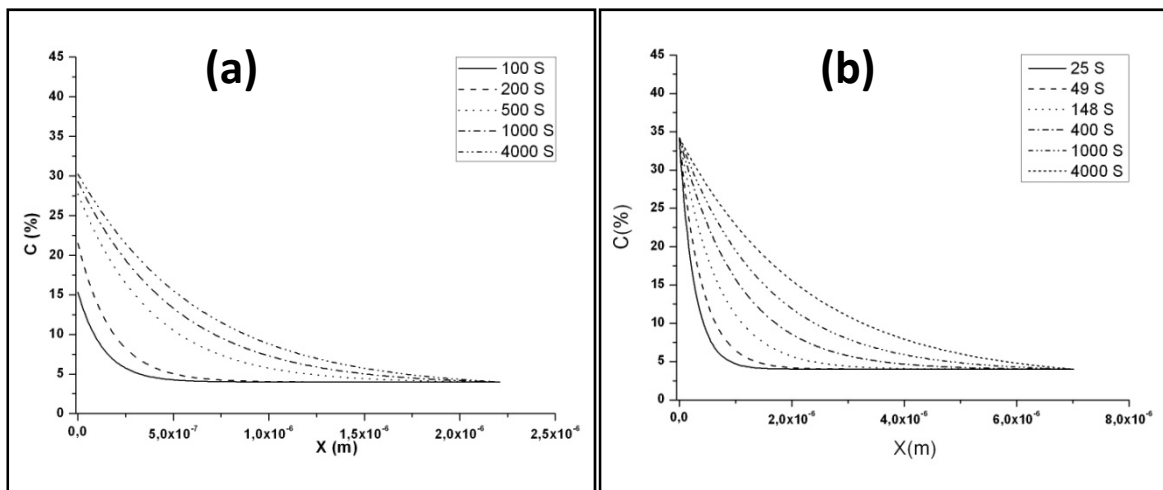 (a)
45
40
35
30
25
20
15
10
5
0
C (%)
0,0
5,0x10⁻⁷
1,0x10⁻⁶
1,5x10⁻⁶
2,0x10⁻⁶
2,5x10⁻⁶
X (m)
100 S
200 S
500 S
1000 S
4000 S
(b)
45
40
35
30
25
20
15
10
5
0
C(%)
0,0
2,0x10⁻⁶
4,0x10⁻⁶
6,0x10⁻⁶
8,0x10⁻⁶
X(m)
25 S
49 S
148 S
400 S
1000 S
4000 S